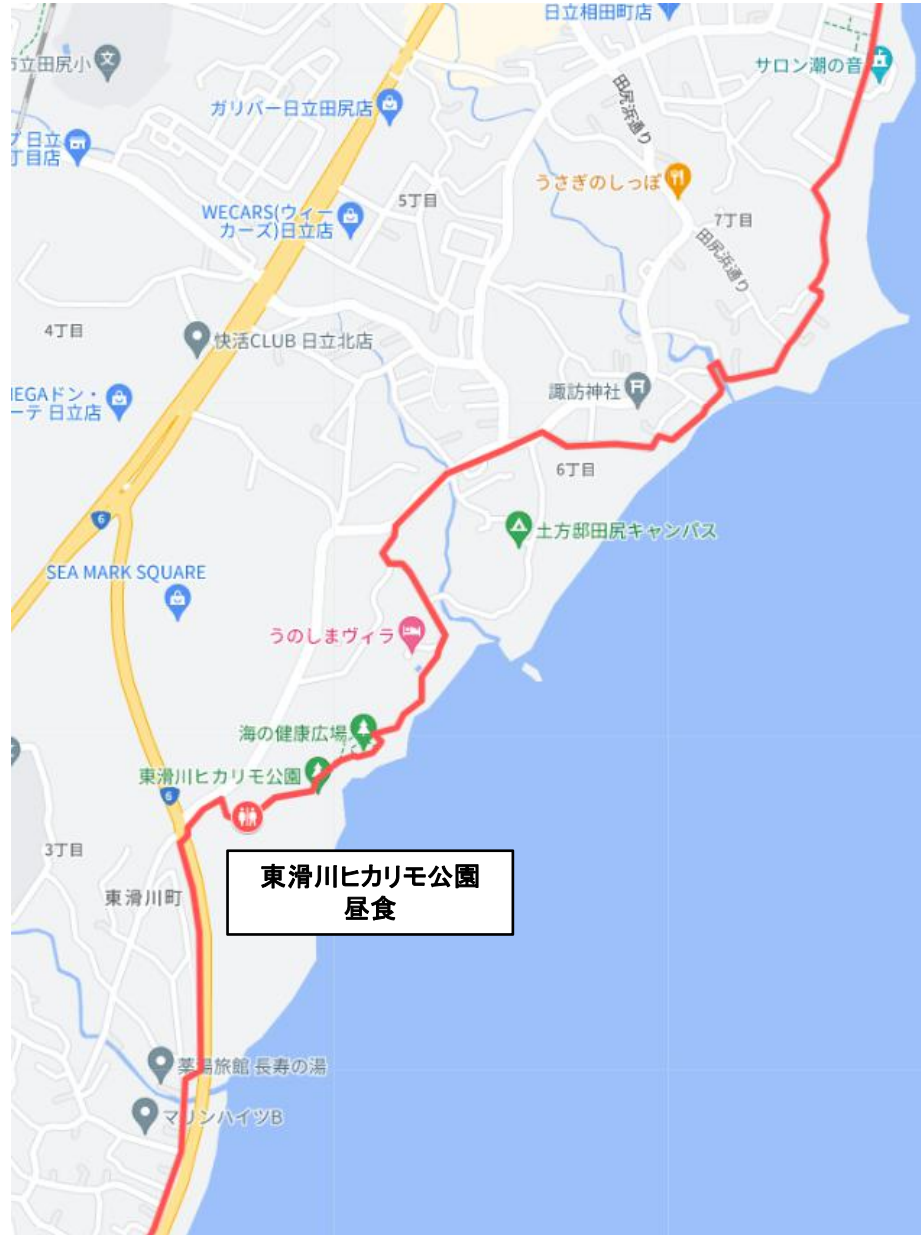 日立相田町店
市立田尻小
サロン潮の音
ガリバー日立田尻店
田尻浜通り
プ 日立
丁目店
うさぎのしっぽ
5丁目
WECARS(ウィー
カーズ)日立店
7丁目
田尻浜通り
4丁目
快活CLUB 日立北店
MEGAドン・
ーテ 日立店
諏訪神社
6丁目
6
土方邸田尻キャンパス
SEA MARK SQUARE
うのしまヴィラ
海の健康広場
東滑川ヒカリモ公園
6
3丁目
東滑川ヒカリモ公園
昼食
東滑川町
薬湯旅館 長寿の湯
マリンハイツB